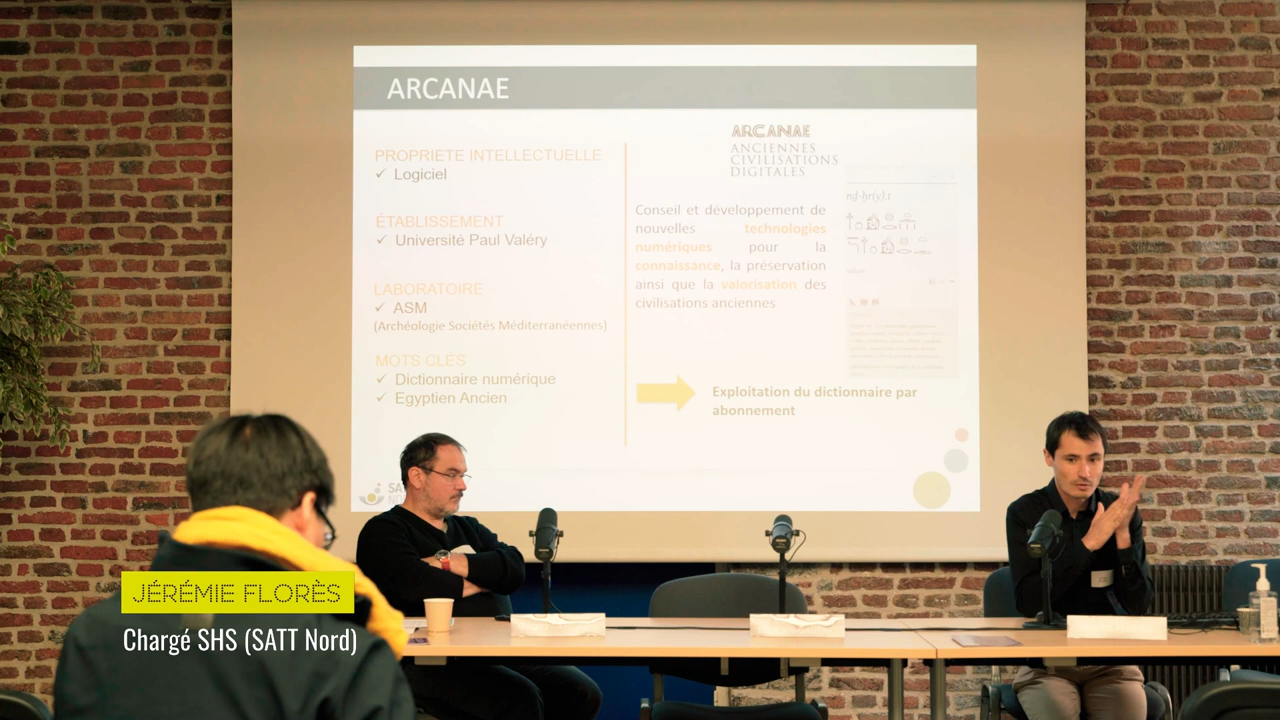 ARCANAE
PROPRIETE INTELLECTUELLE
✓ Logiciel
ÉTABLISSEMENT
✓ Université Paul Valéry
LABORATOIRE
✓ ASM
(Archéologie Sociétés Méditerranéennes)
MOTS CLÉS
✓ Dictionnaire numérique
✓ Egyptien Ancien
ARCANAE
ANCIENNES
CIVILISATIONS
DIGITALES
Conseil et développement de
nouvelles technologies
numériques pour la
connaissance, la préservation
ainsi que la valorisation des
civilisations anciennes
Exploitation du dictionnaire par
abonnement
JÉRÉMIE FLORÈS
Chargé SHS (SATT Nord)